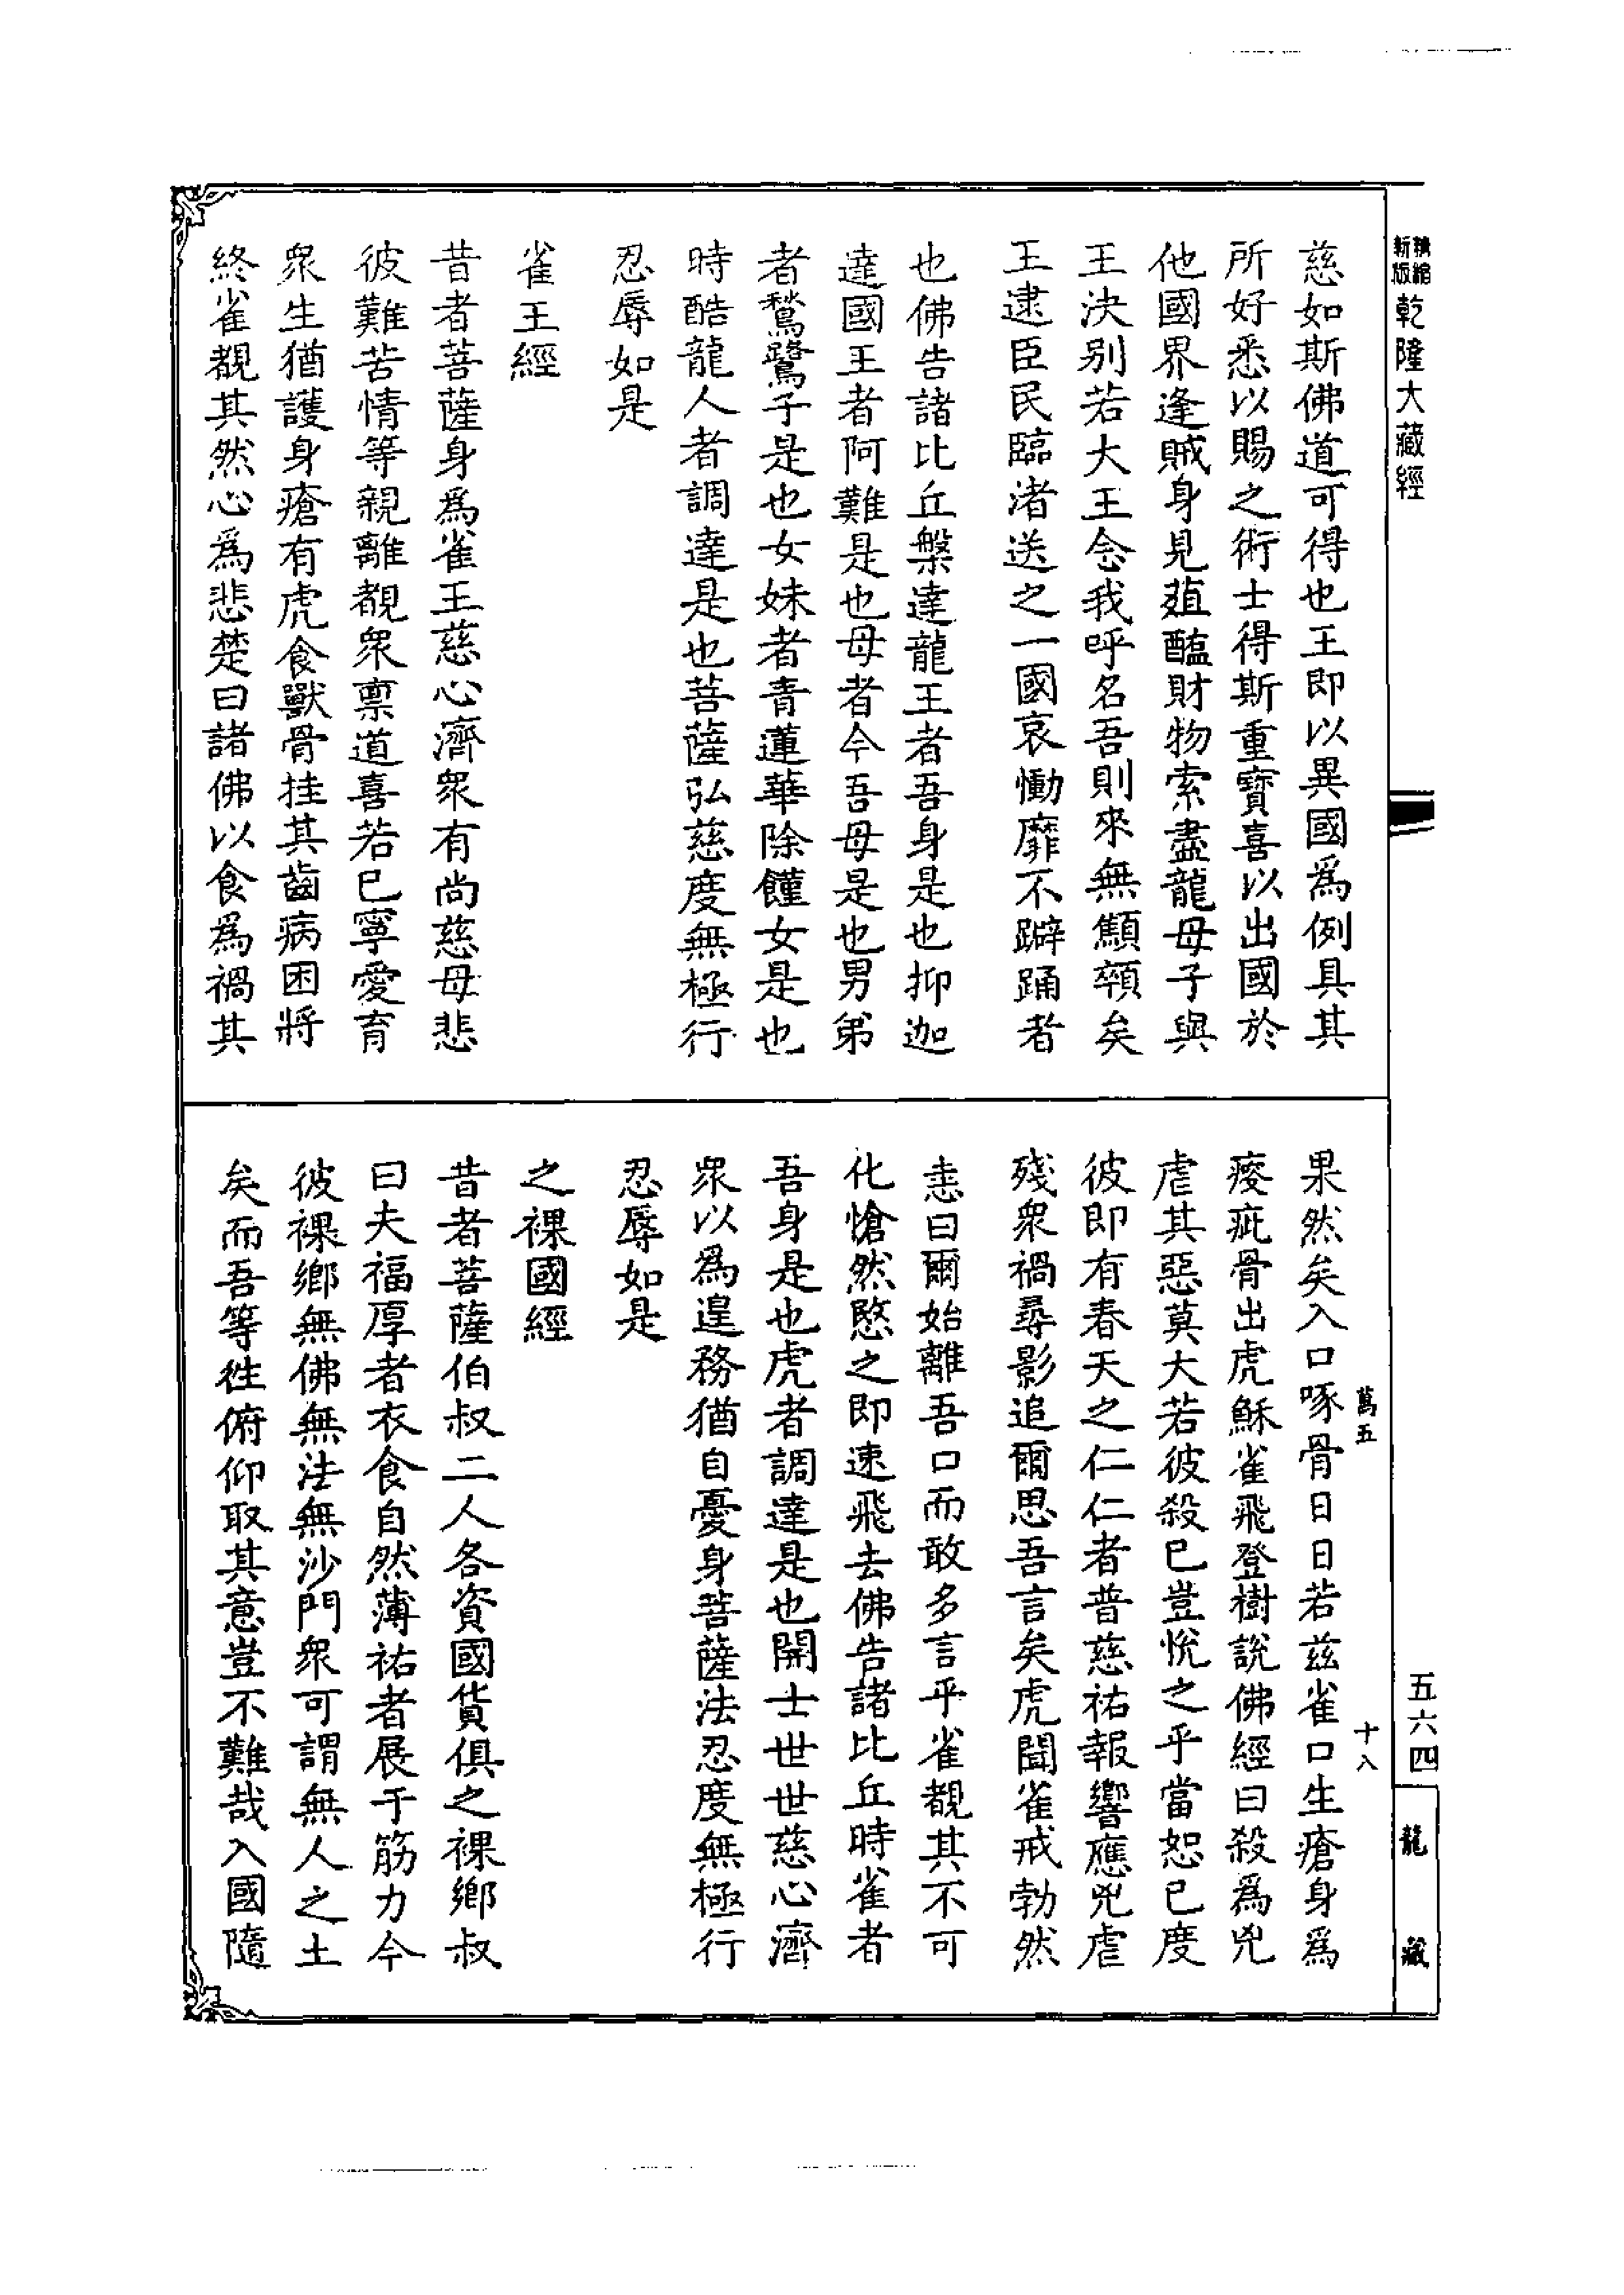 精縮
新版
乾隆大藏經
慈如斯佛道可得也王即以異國爲例具其
所好悉以賜之術士得斯重寶喜以出國於
他國界逢賊身見葅醢財物索盡龍母子與
王決别若大王念我呼名吾則來無顦顇矣
王逮臣民臨渚送之一國哀慟靡不躃踊者
也佛告諸比丘槃達龍王者吾身是也抑迦
達國王者阿難是也母者今吾母是也男弟
者鶖鷺子是也女妹者青蓮華除饉女是也
時酷龍人者調達是也菩薩弘慈度無極行
忍辱如是
雀王經
昔者菩薩身爲雀王慈心濟衆有尚慈母悲
彼艱苦情等親離覩衆禀道喜若已寧愛育
衆生猶護身瘡有虎食獸骨挂其齒病困將
終雀覩其然心爲悲楚曰諸佛以食爲禍其
果然矣入口啄骨日日若兹雀口生瘡身爲
痠疵骨出虎穌雀飛登樹說佛經曰殺爲兇
虐其惡莫大若彼殺已豈悅之乎當恕已度
彼即有春天之仁仁者普慈祐報響應兇虐
殘衆禍尋影追爾思吾言矣虎聞雀戒勃然
恚曰爾始離吾口而敢多言乎雀覩其不可
化愴然愍之即速飛去佛告諸比丘時雀者
吾身是也虎者調達是也開士世世慈心濟
衆以爲遑務猶自憂身菩薩法忍度無極行
忍辱如是
之裸國經
昔者菩薩伯叔二人各資國貨俱之裸鄉叔
曰夫福厚者衣食自然薄祐者展于筋力今
彼裸鄉無佛無法無沙門衆可謂無人之土
矣而吾等徃俯仰取其意豈不難哉入國隨
萬五
十八
五六四
龍藏